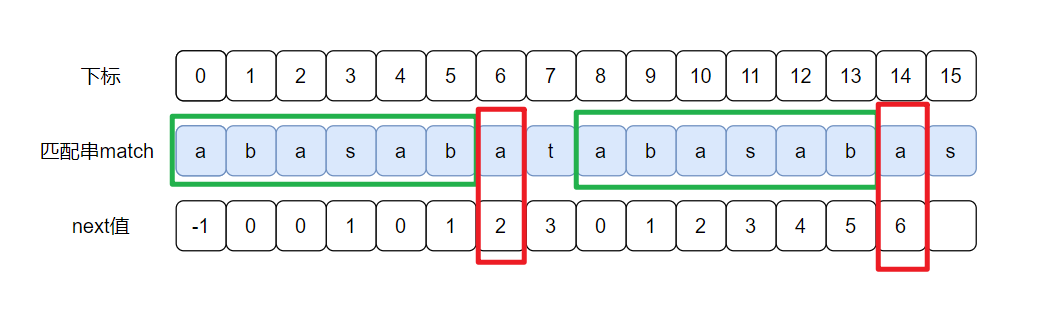 下标 0 1 2 3 4 5 6 7 8 9 10 11 12 13 14 15
匹配串match a b a s a b a t a b a s a b a s
next值 -1 0 0 1 0 1 2 3 0 1 2 3 4 5 6